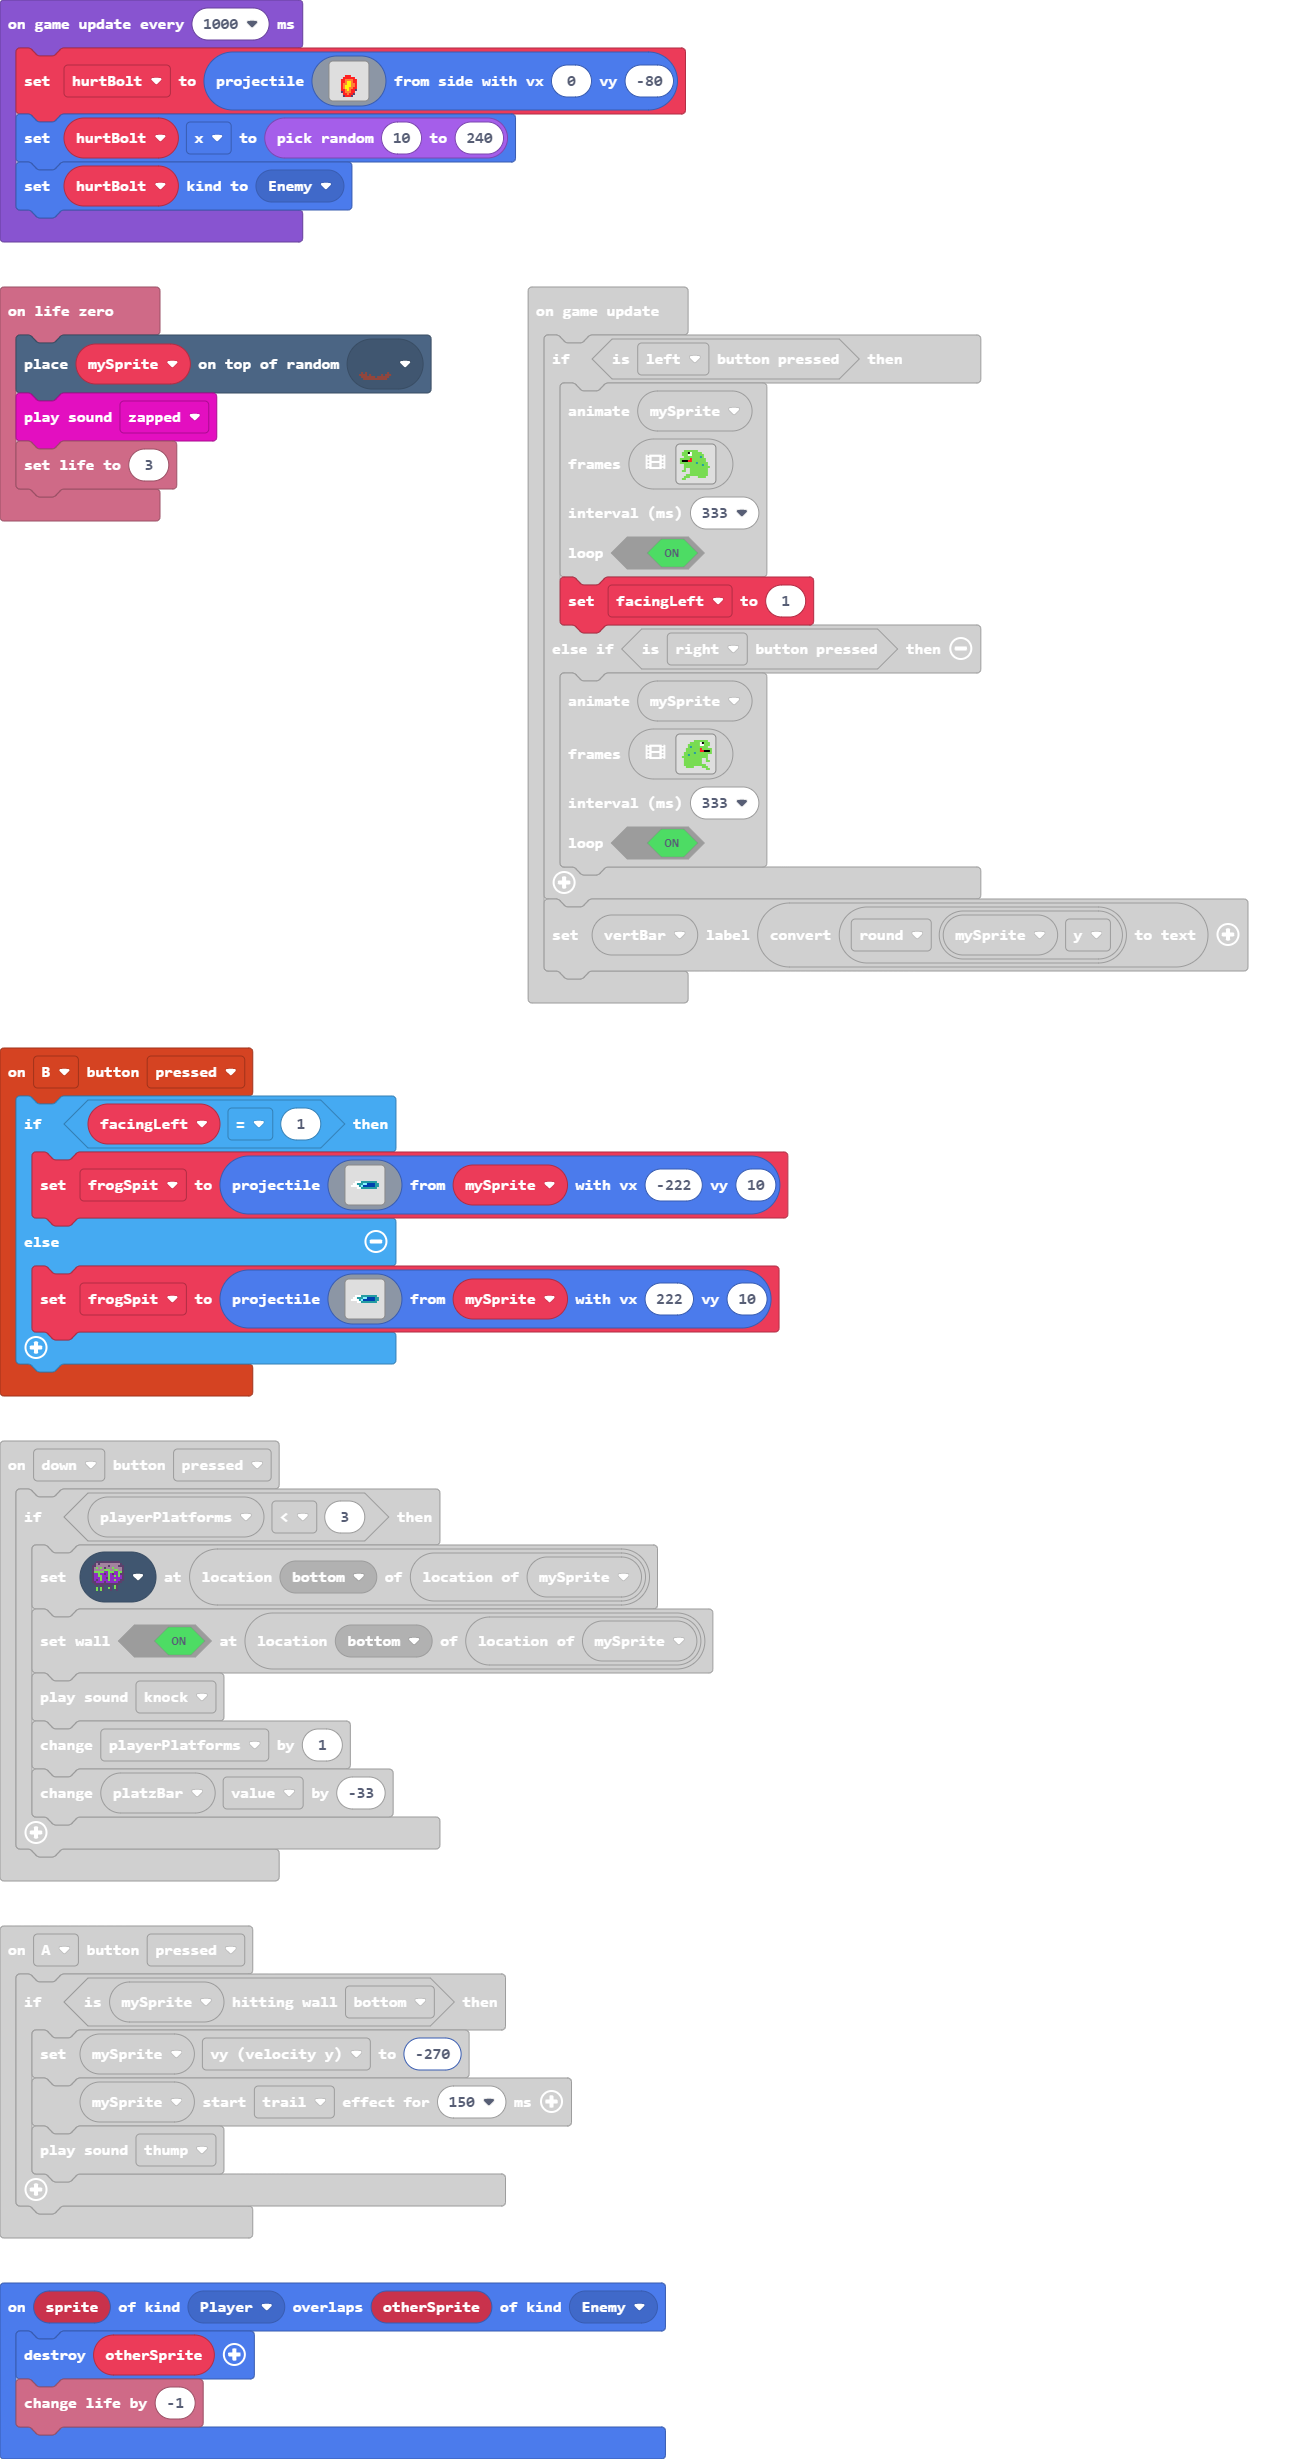 on game update every 1000 ms
set hurtBolt to projectile from side with vx 0 vy -80
set hurtBolt x to pick random 10 to 240
set hurtBolt kind to Enemy
on life zero
place mySprite on top of random
play sound zapped
set life to 3
on game update
if is left button pressed then
animate mySprite
frames
interval (ms) 333
loop ON
set facingLeft to 1
else if is right button pressed then
animate mySprite
frames
interval (ms) 333
loop ON
set vertBar label convert round mySprite y to text
on B button pressed
if facingLeft = 1 then
set frogSpit to projectile from mySprite with vx -222 vy 10
else
set frogSpit to projectile from mySprite with vx 222 vy 10
on down button pressed
if playerPlatforms < 3 then
set at location bottom of location of mySprite
set wall ON at location bottom of location of mySprite
play sound knock
change playerPlatforms by 1
change platzBar value by -33
on A button pressed
if is mySprite hitting wall bottom then
set mySprite vy (velocity y) to -270
mySprite start trail effect for 150 ms
play sound thump
on sprite of kind Player overlaps otherSprite of kind Enemy
destroy otherSprite
change life by -1